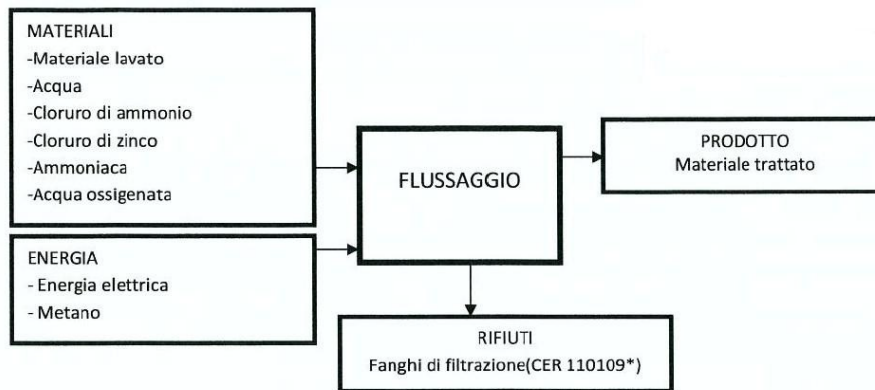 MATERIALI
-Materiale lavato
-Acqua
-Cloruro di ammonio
-Cloruro di zinco
-Ammoniaca
-Acqua ossigenata
ENERGIA
- Energia elettrica
- Metano
FLUSSAGGIO
PRODOTTO
Materiale trattato
RIFIUTI
Fanghi di filtrazione(CER 110109*)